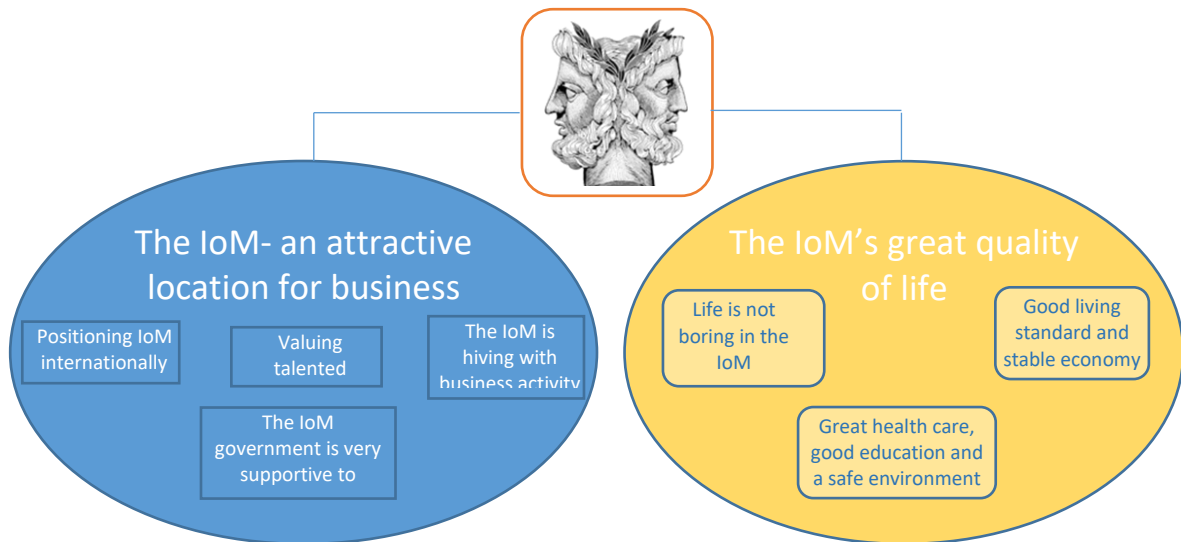 The IoM- an attractive
location for business
Positioning IoM
internationally
Valuing
talented
The IoM is
hiving with
business activity
The IoM
government is very
supportive to
The IoM’s great quality
of life
Life is not
boring in the
IoM
Good living
standard and
stable economy
Great health care,
good education and
a safe environment